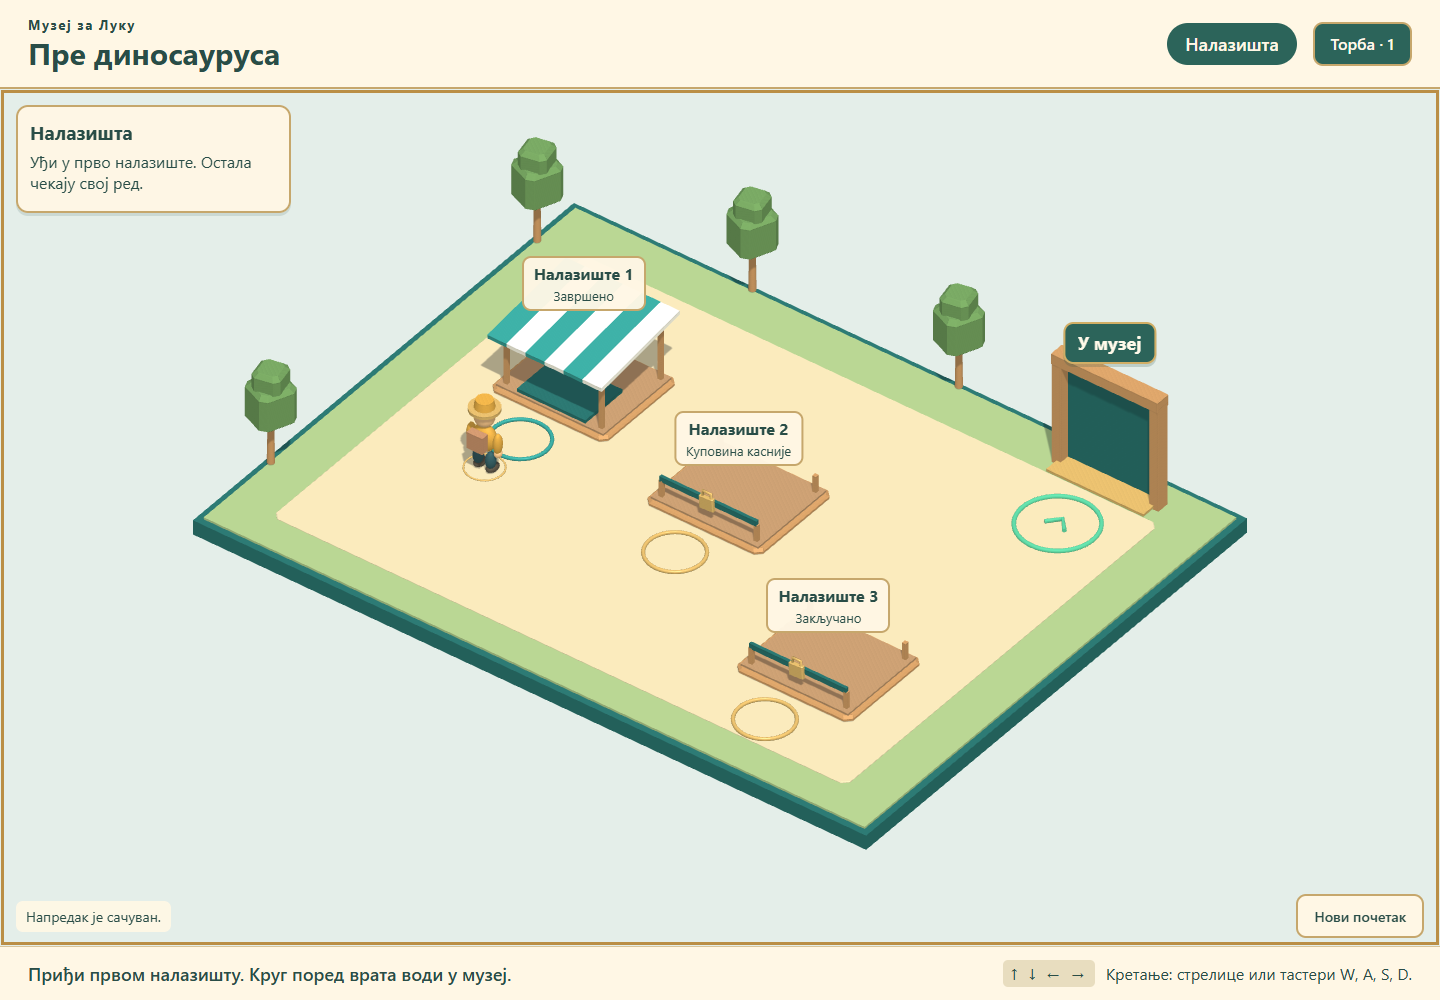 Музеј за Луку
Пре диносауруса
Налазишта
Торба · 1
Налазишта
Уђи у прво налазиште. Остала
чекају свој ред.
Налазиште 1
Завршено
У музеј
Налазиште 2
Куповина касније
Налазиште 3
Закључано
Напредак је сачуван.
Нови почетак
Приђи првом налазишту. Круг поред врата води у музеј.
↑ ↓ ← → Кретање: стрелице или тастери W, A, S, D.